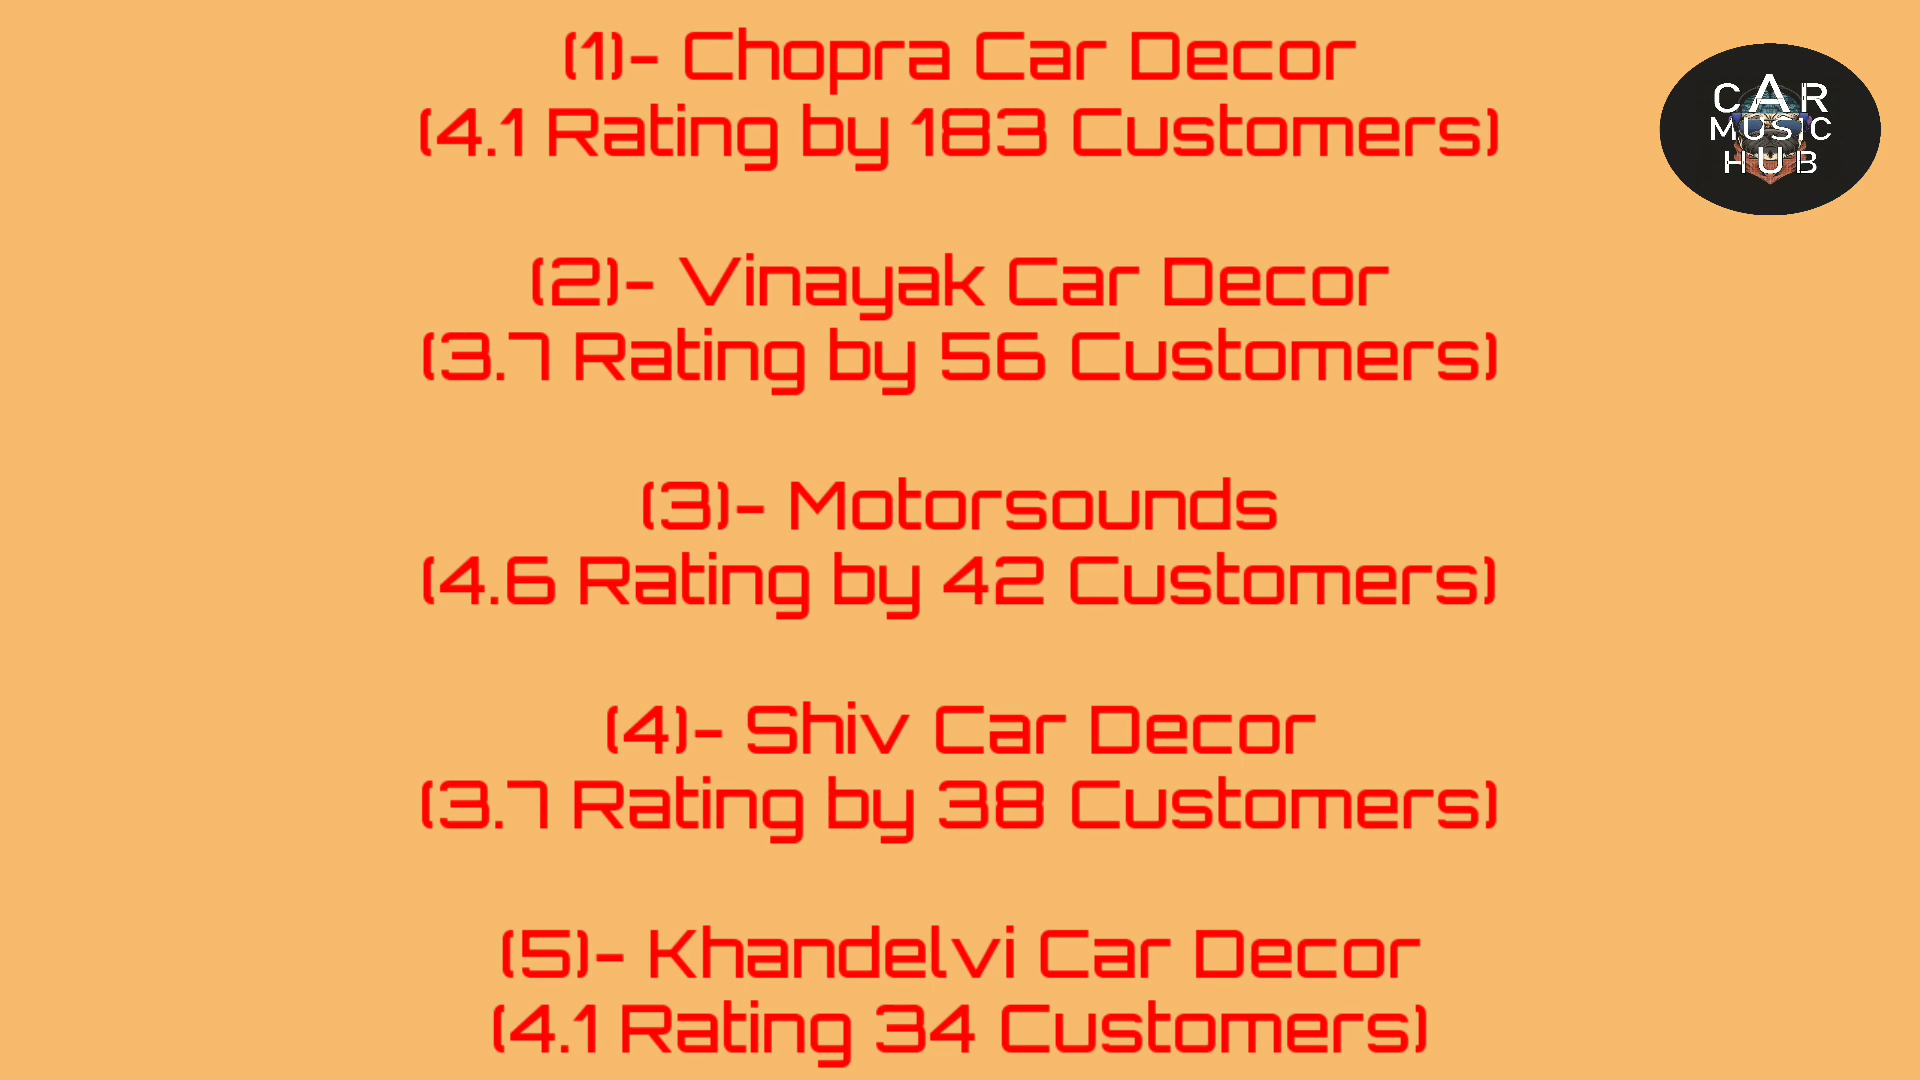 (1)- Chopra Car Decor
(4.1 Rating by 183 Customers)
(2)- Vinayak Car Decor
(3.7 Rating by 56 Customers)
(3)- Motorsounds
(4.6 Rating by 42 Customers)
(4)- Shiv Car Decor
(3.7 Rating by 38 Customers)
(5)- Khandelvi Car Decor
(4.1 Rating 34 Customers)
CAR
MUSIC
HUB